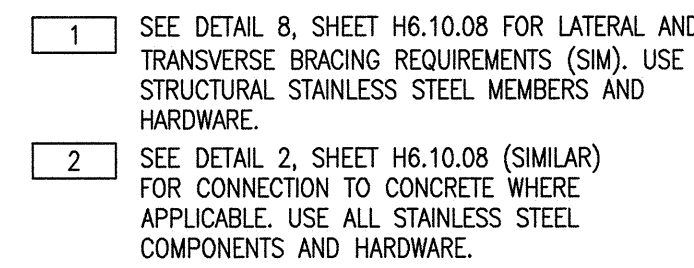 1 SEE DETAIL 8, SHEET H6.10.08 FOR LATERAL AND
TRANSVERSE BRACING REQUIREMENTS (SIM). USE
STRUCTURAL STAINLESS STEEL MEMBERS AND
HARDWARE.
2 SEE DETAIL 2, SHEET H6.10.08 (SIMILAR)
FOR CONNECTION TO CONCRETE WHERE
APPLICABLE. USE ALL STAINLESS STEEL
COMPONENTS AND HARDWARE.